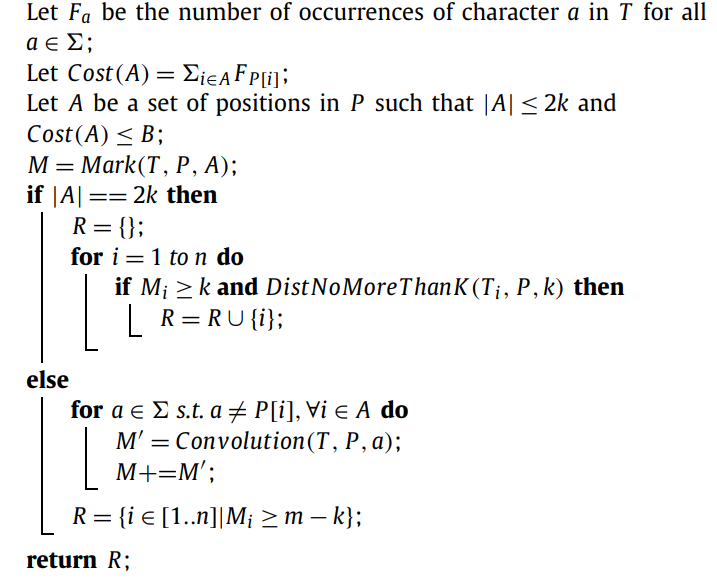 Let F_a be the number of occurrences of character a in T for all
a ∈ Σ;
Let Cost(A) = Σ_{i∈A} F_{P[i]};
Let A be a set of positions in P such that |A| ≤ 2k and
Cost(A) ≤ B;
M = Mark(T, P, A);
if |A| == 2k then
R = {};
for i = 1 to n do
if M_i ≥ k and DistNoMoreThanK(T_i, P, k) then
R = R ∪ {i};
else
for a ∈ Σ s.t. a ≠ P[i], ∀i ∈ A do
M′ = Convolution(T, P, a);
M+=M′;
R = {i ∈ [1..n]|M_i ≥ m − k};
return R;